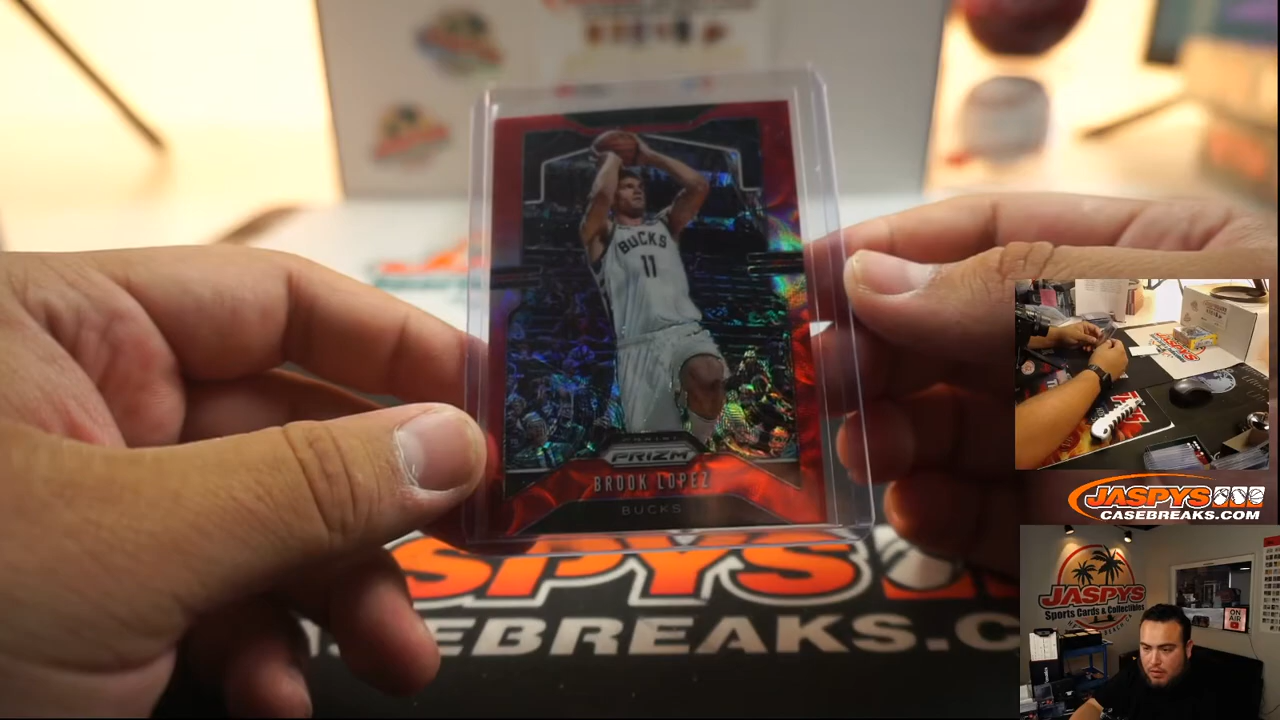 BUCKS
11
PANINI
PRIZM
BROOK LOPEZ
BUCKS
SPYS
EBREAKS.C
JASPYS
CASEBREAKS.COM
JASPYS
Sports Cards & Collectibles
ON
AIR